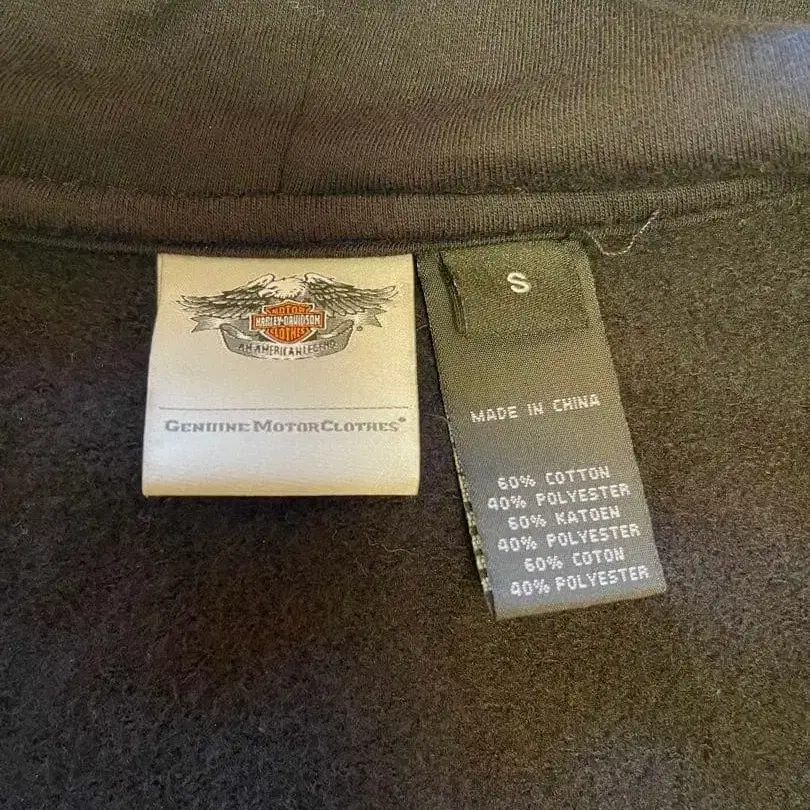 MOTOR
HARLEY-DAVIDSON
CLOTHES
AN AMERICAN LEGEND
GENUINE MOTORCLOTHES®
S
MADE IN CHINA
60% COTTON
40% POLYESTER
60% KATOEN
40% POLYESTER
60% COTON
40% POLYESTER